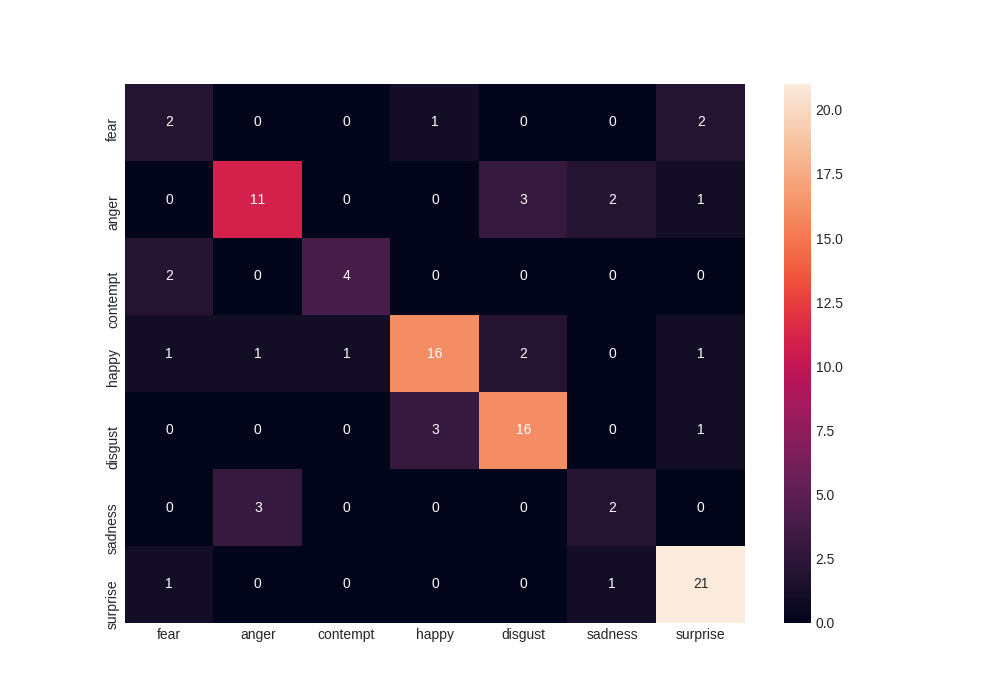 fear 2 0 0 1 0 0 2
anger 0 11 0 0 3 2 1
contempt 2 0 4 0 0 0 0
happy 1 1 1 16 2 0 1
disgust 0 0 0 3 16 0 1
sadness 0 3 0 0 0 2 0
surprise 1 0 0 0 0 1 21
fear anger contempt happy disgust sadness surprise
20.0
17.5
15.0
12.5
10.0
7.5
5.0
2.5
0.0